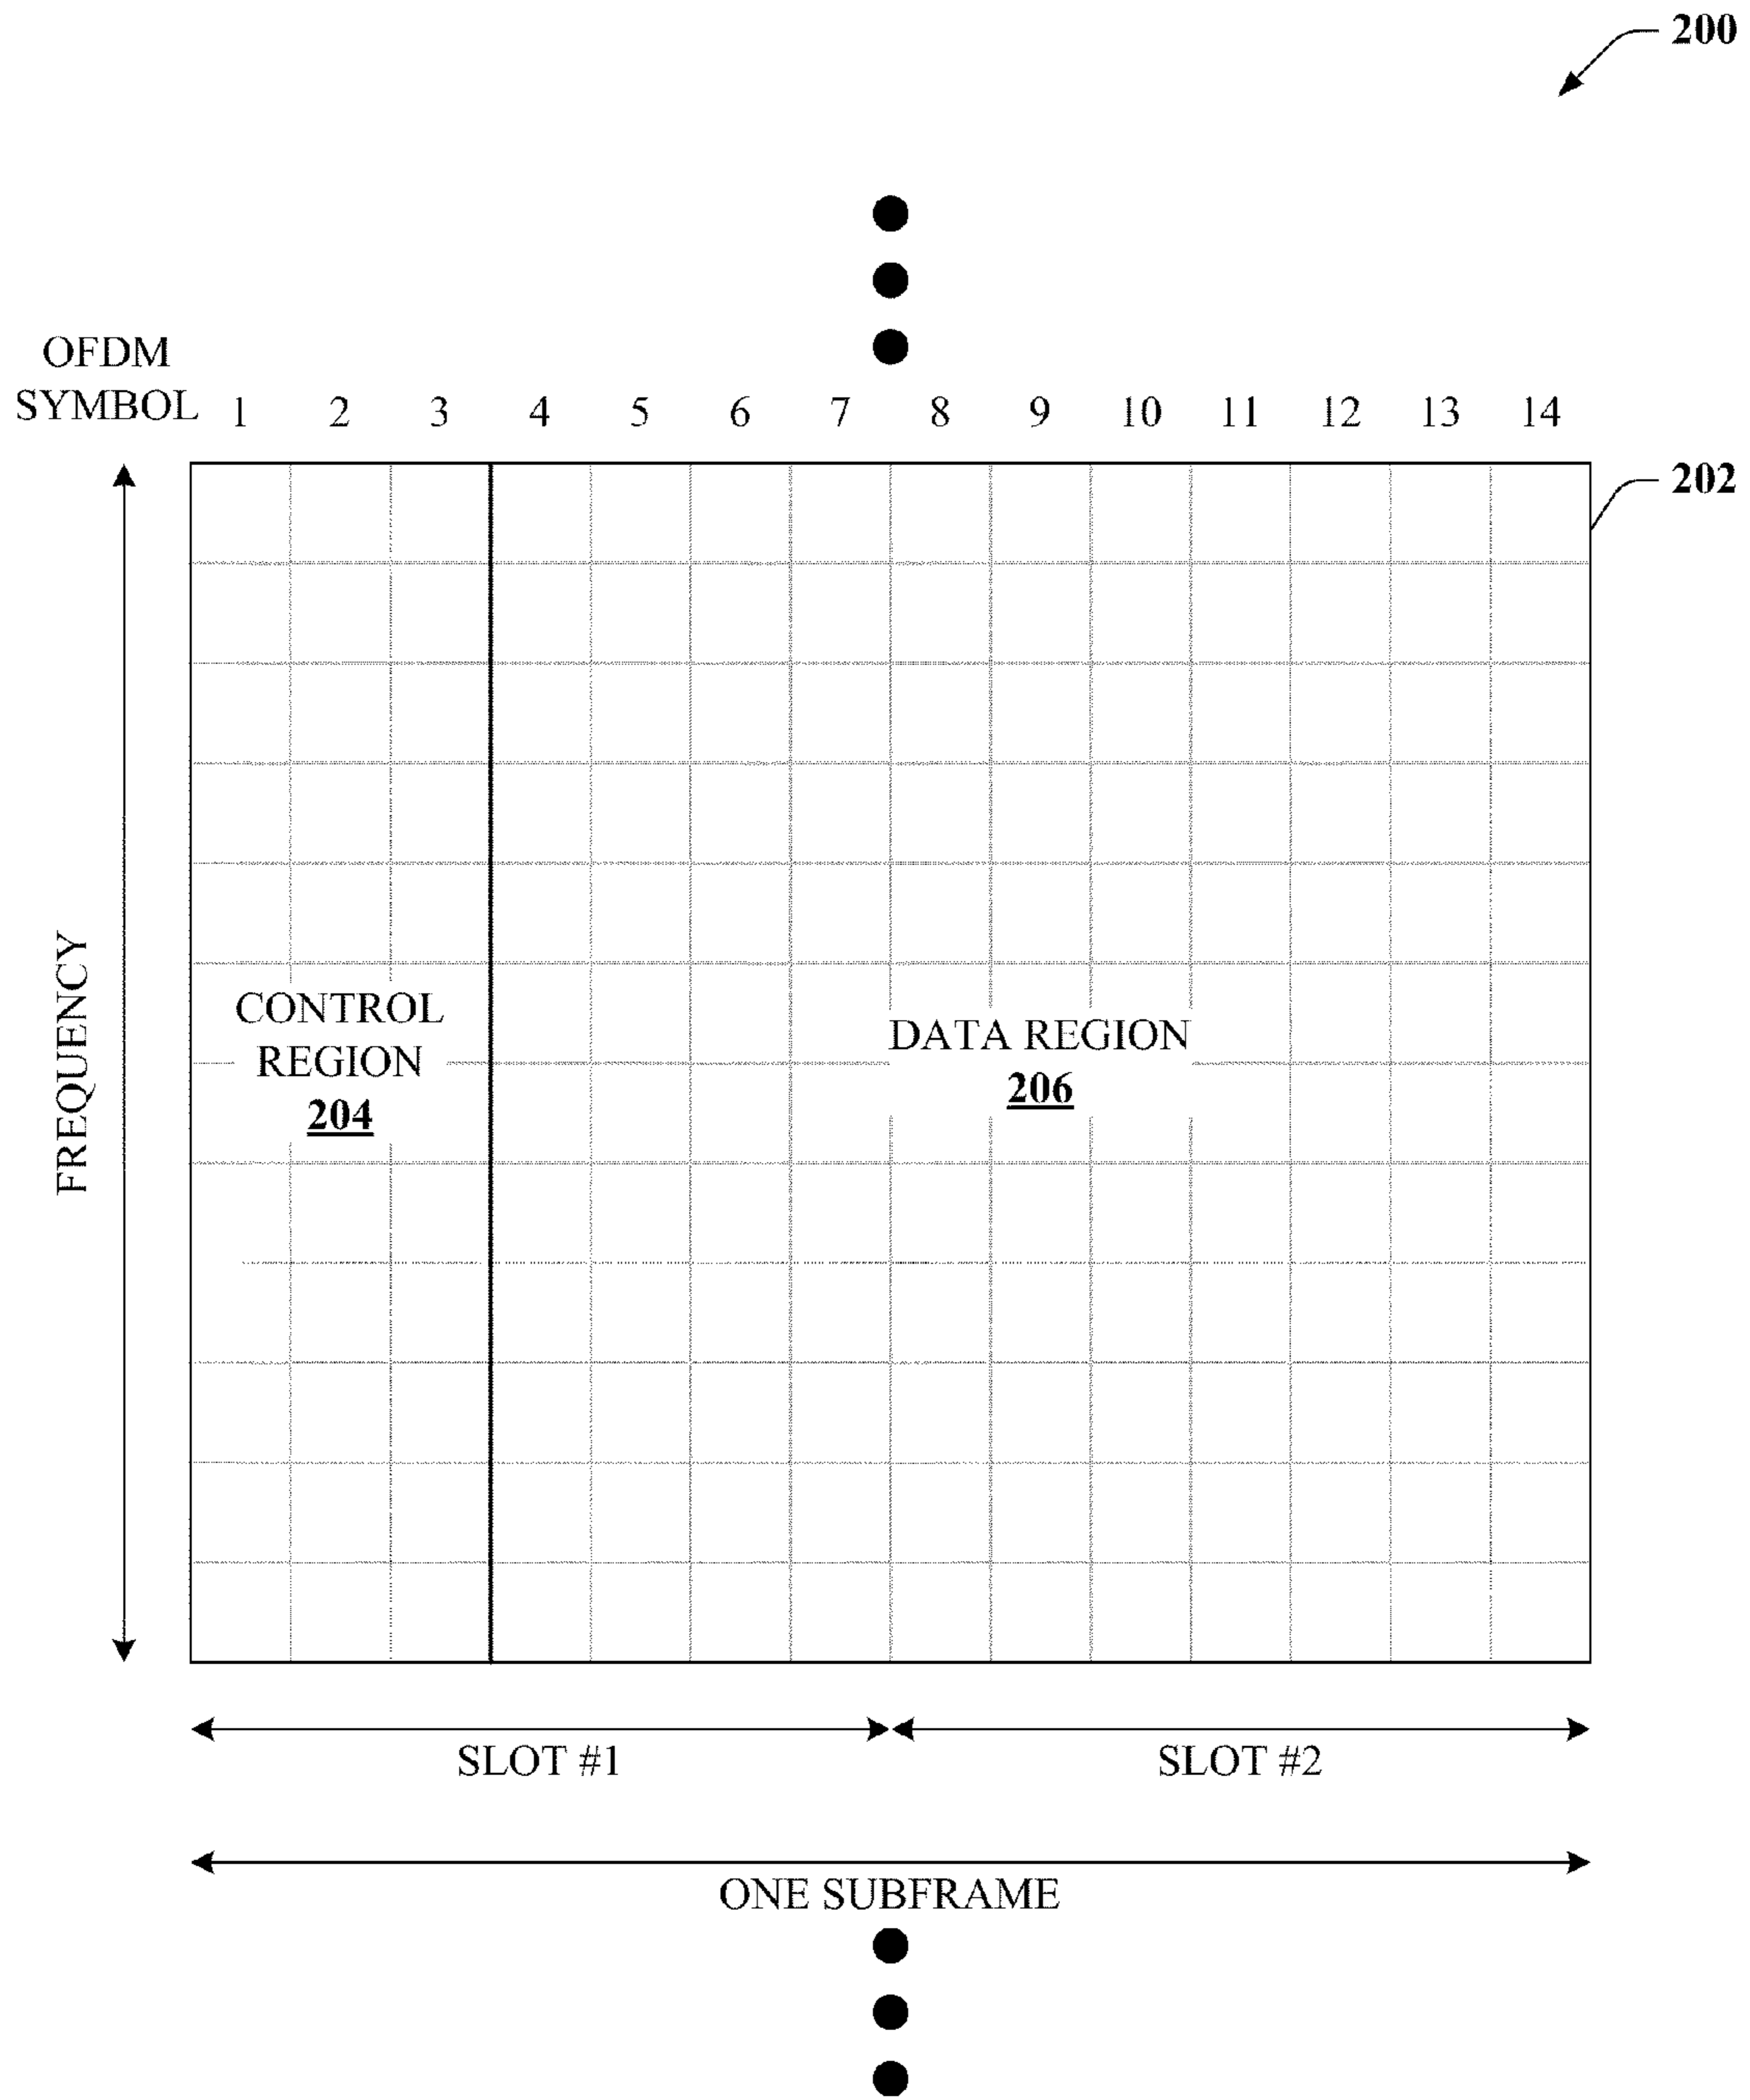 200
OFDM
SYMBOL 1 2 3 4 5 6 7 8 9 10 11 12 13 14
202
FREQUENCY
CONTROL
REGION
204
DATA REGION
206
SLOT #1 SLOT #2
ONE SUBFRAME